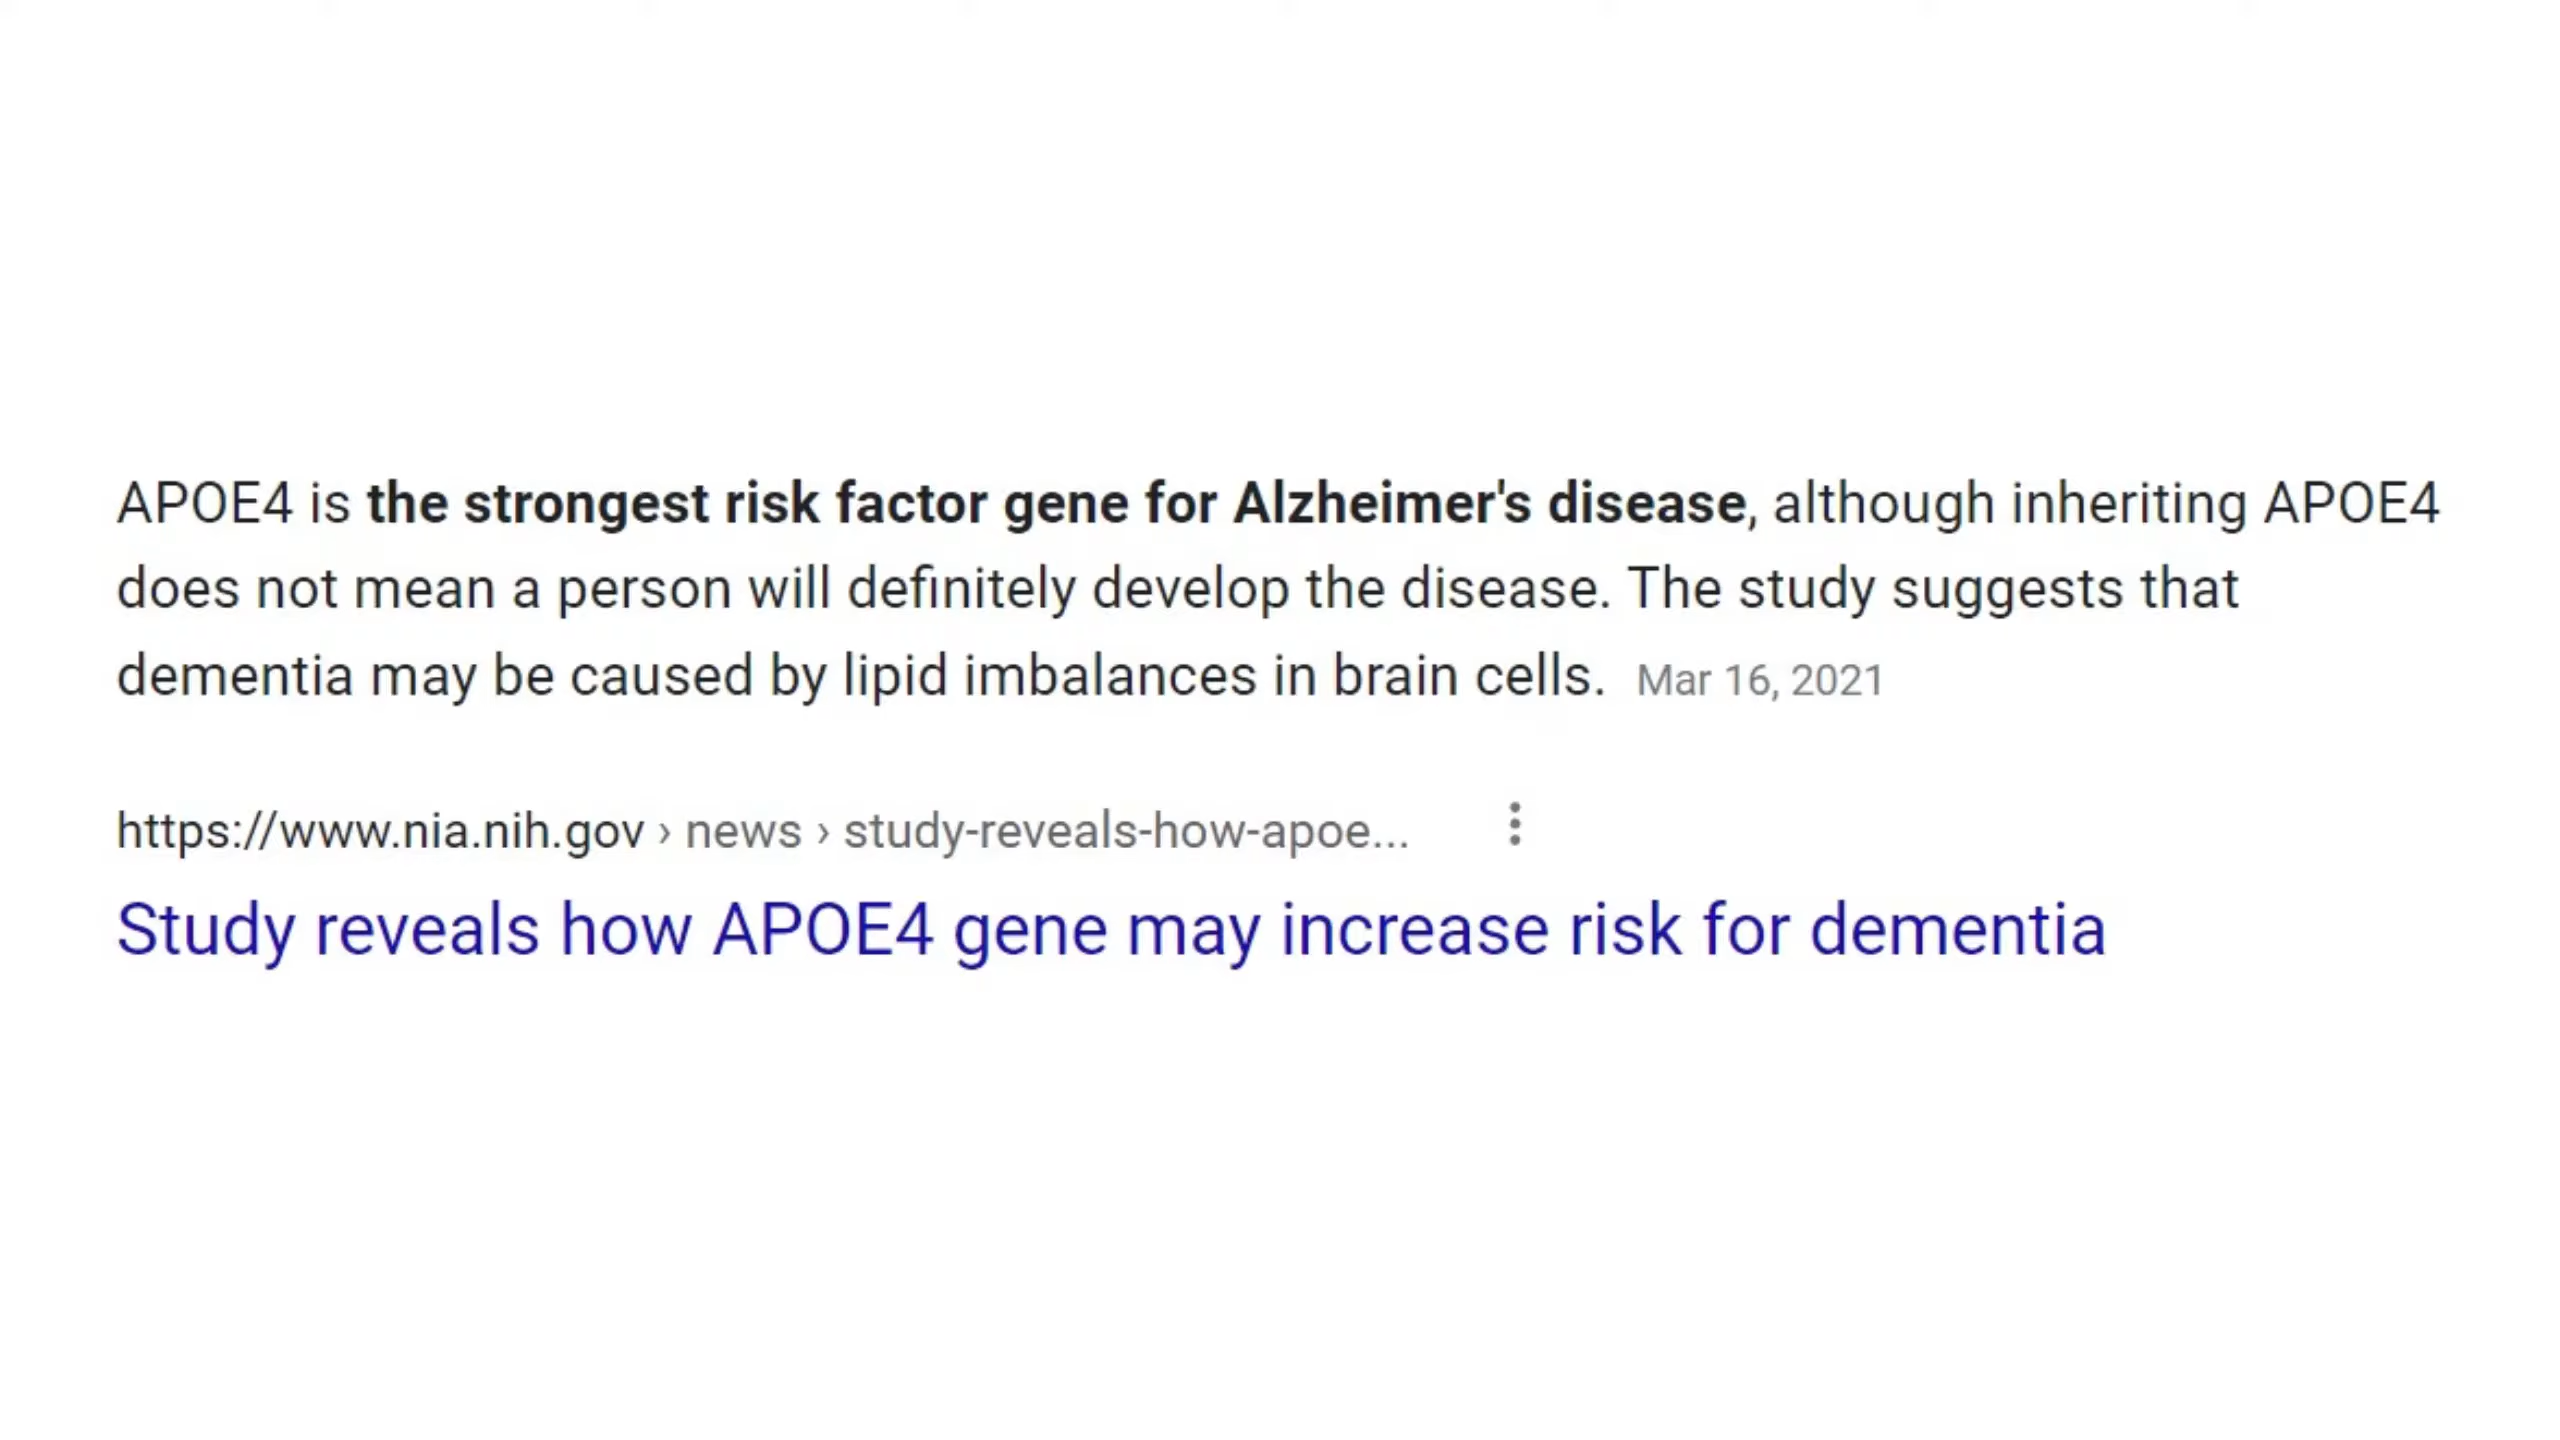 APOE4 is the strongest risk factor gene for Alzheimer's disease, although inheriting APOE4
does not mean a person will definitely develop the disease. The study suggests that
dementia may be caused by lipid imbalances in brain cells. Mar 16, 2021
https://www.nia.nih.gov › news › study-reveals-how-apoe...
Study reveals how APOE4 gene may increase risk for dementia